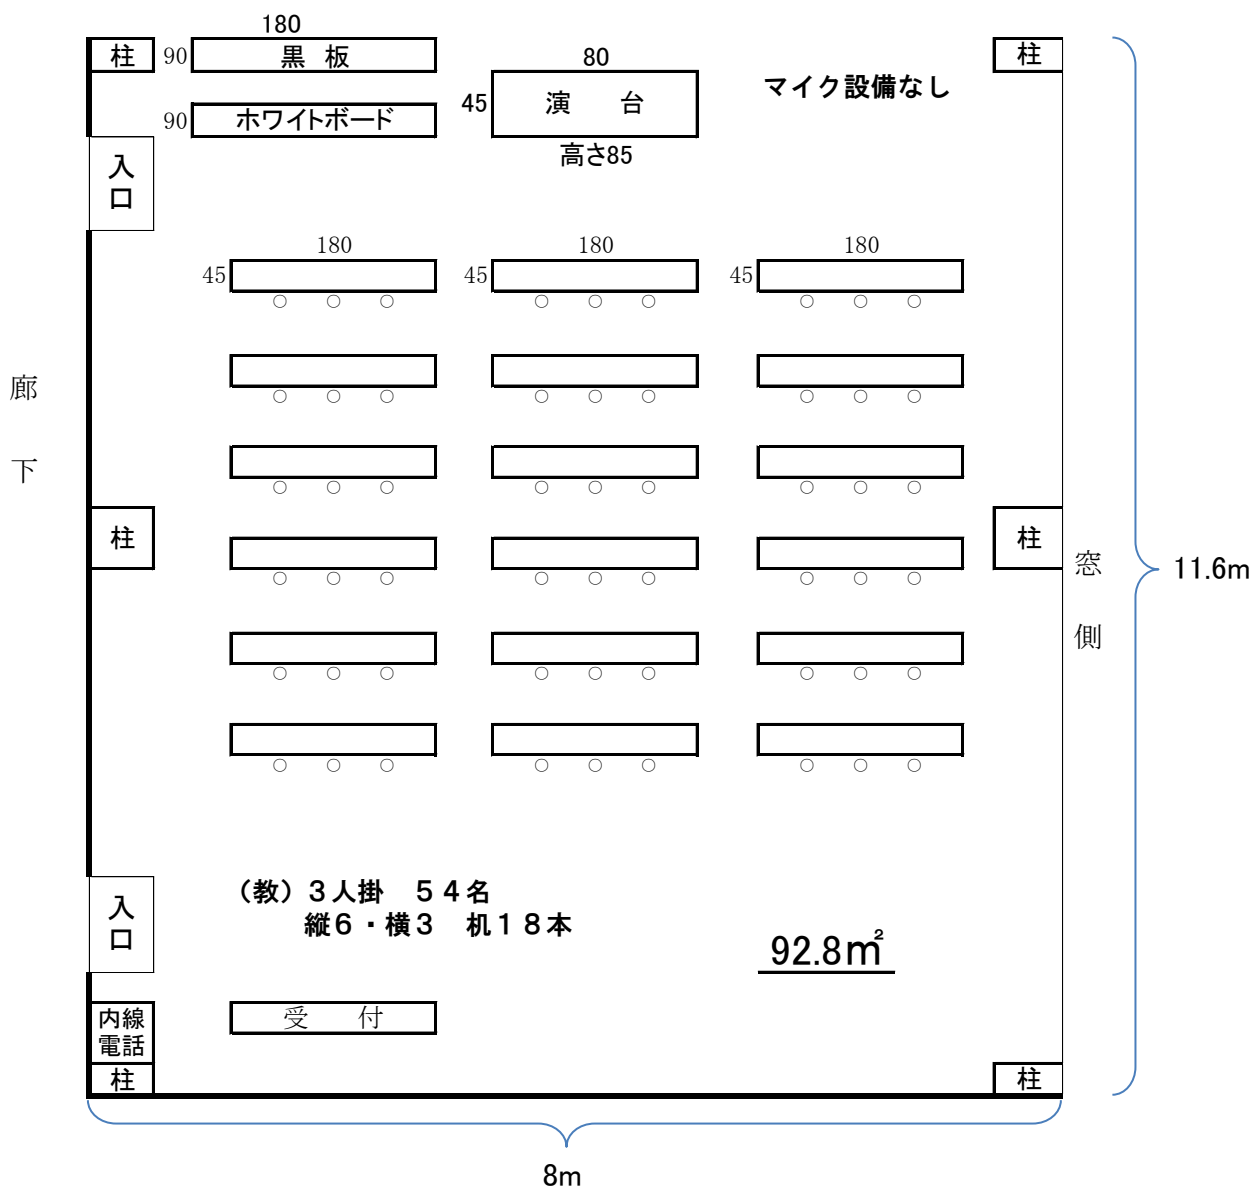 180
柱 90 黒 板 柱
80
マイク設備なし
45 演 台
90 ホワイトボード
高さ85
入
口
180 180 180
45 45 45
廊
下
柱 柱
窓
側
11.6m
（教）３人掛 ５４名
縦６・横３ 机１８本
入
口
92.8㎡
内線
電話
受 付
柱 柱
8m